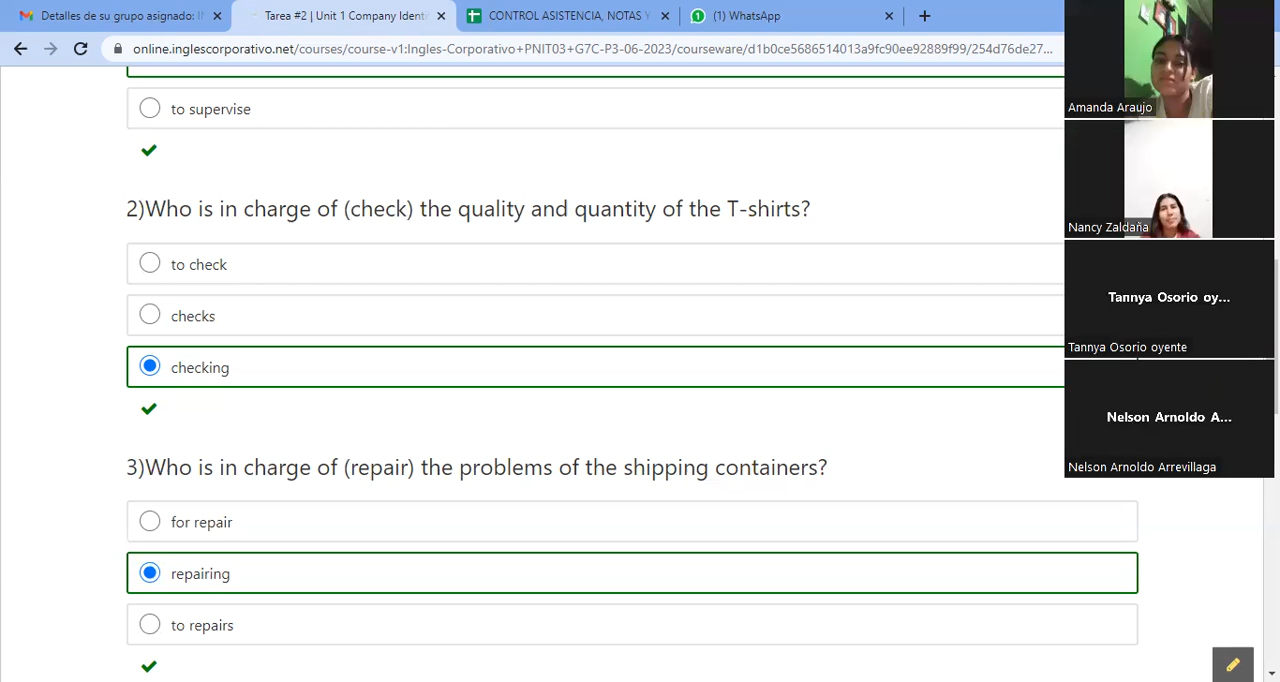 Detalles de su grupo asignado: I
Tarea #2 | Unit 1 Company Identi
CONTROL ASISTENCIA, NOTAS Y
(1) WhatsApp
online.inglescorporativo.net/courses/course-v1:Ingles-Corporativo+PNIT03+G7C-P3-06-2023/courseware/d1b0ce5686514013a9fc90ee92889f99/254d76de27...
to supervise
2)Who is in charge of (check) the quality and quantity of the T-shirts?
to check
checks
checking
3)Who is in charge of (repair) the problems of the shipping containers?
for repair
repairing
to repairs
Amanda Araujo
Nancy Zaldaña
Tannya Osorio oy...
Tannya Osorio oyente
Nelson Arnoldo A...
Nelson Arnoldo Arrevillaga